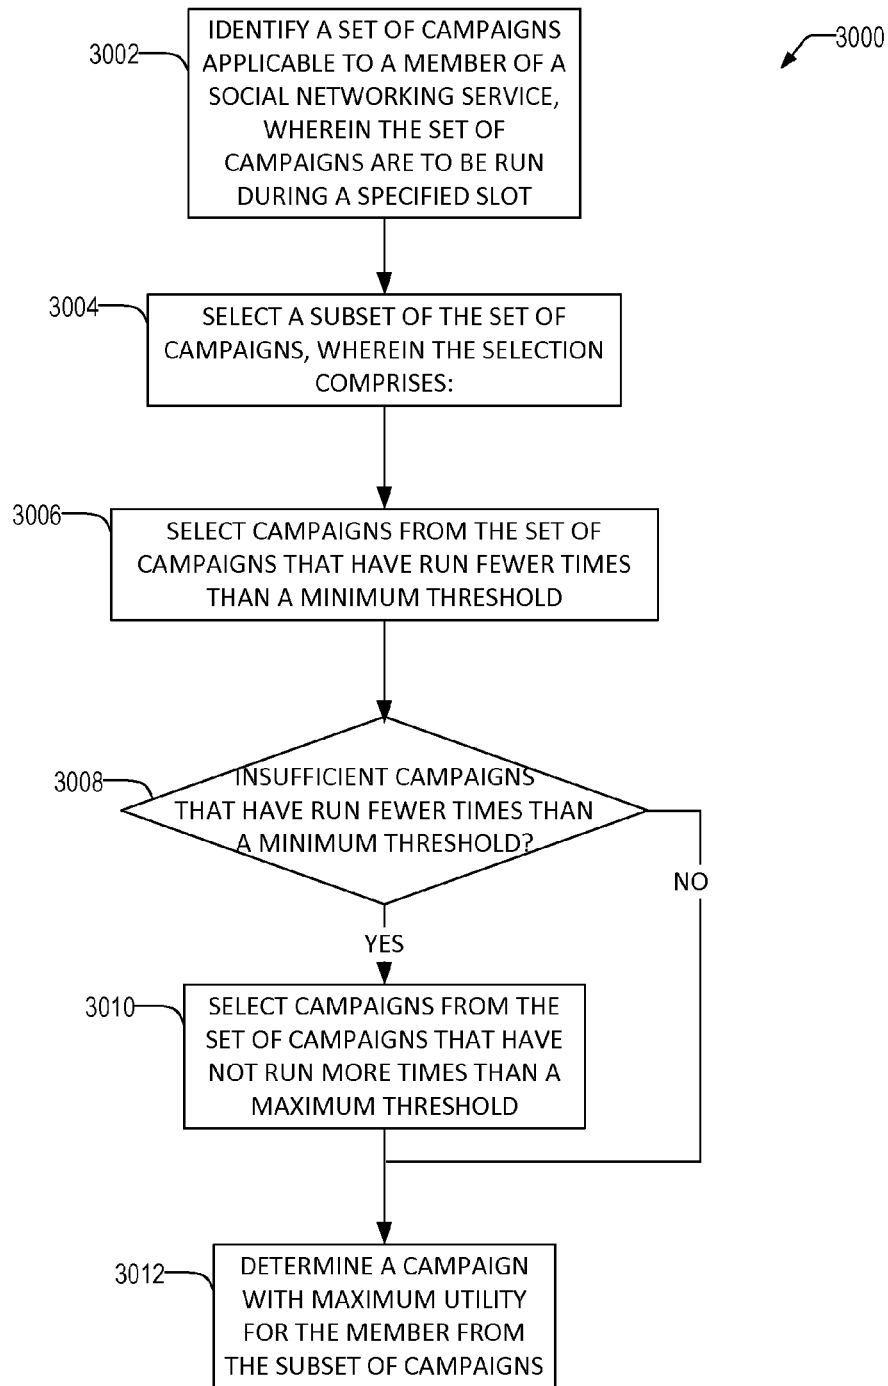 3000
3002
IDENTIFY A SET OF CAMPAIGNS
APPLICABLE TO A MEMBER OF A
SOCIAL NETWORKING SERVICE,
WHEREIN THE SET OF
CAMPAIGNS ARE TO BE RUN
DURING A SPECIFIED SLOT
3004
SELECT A SUBSET OF THE SET OF
CAMPAIGNS, WHEREIN THE SELECTION
COMPRISES:
3006
SELECT CAMPAIGNS FROM THE SET OF
CAMPAIGNS THAT HAVE RUN FEWER TIMES
THAN A MINIMUM THRESHOLD
3008
INSUFFICIENT CAMPAIGNS
THAT HAVE RUN FEWER TIMES THAN
A MINIMUM THRESHOLD?
NO
YES
3010
SELECT CAMPAIGNS FROM THE
SET OF CAMPAIGNS THAT HAVE
NOT RUN MORE TIMES THAN A
MAXIMUM THRESHOLD
3012
DETERMINE A CAMPAIGN
WITH MAXIMUM UTILITY
FOR THE MEMBER FROM
THE SUBSET OF CAMPAIGNS